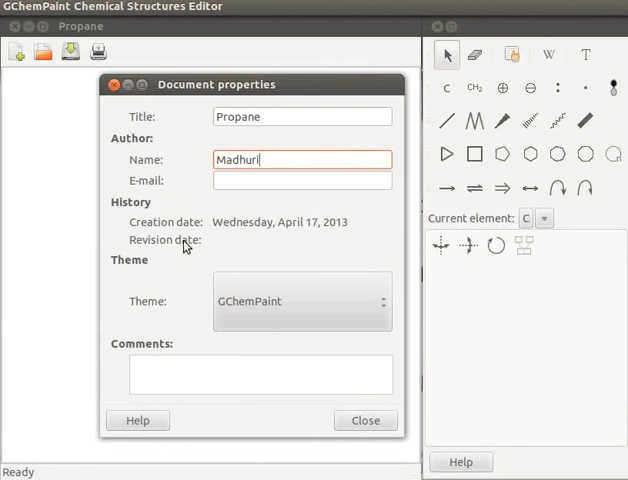 GChemPaint Chemical Structures Editor
Propane
Document properties
Title: Propane
Author:
Name: Madhuri
E-mail:
History
Creation date: Wednesday, April 17, 2013
Revision date:
Theme
Theme: GChemPaint
Comments:
Help Close
W T
C CH₂
Current element: C
Help
Ready